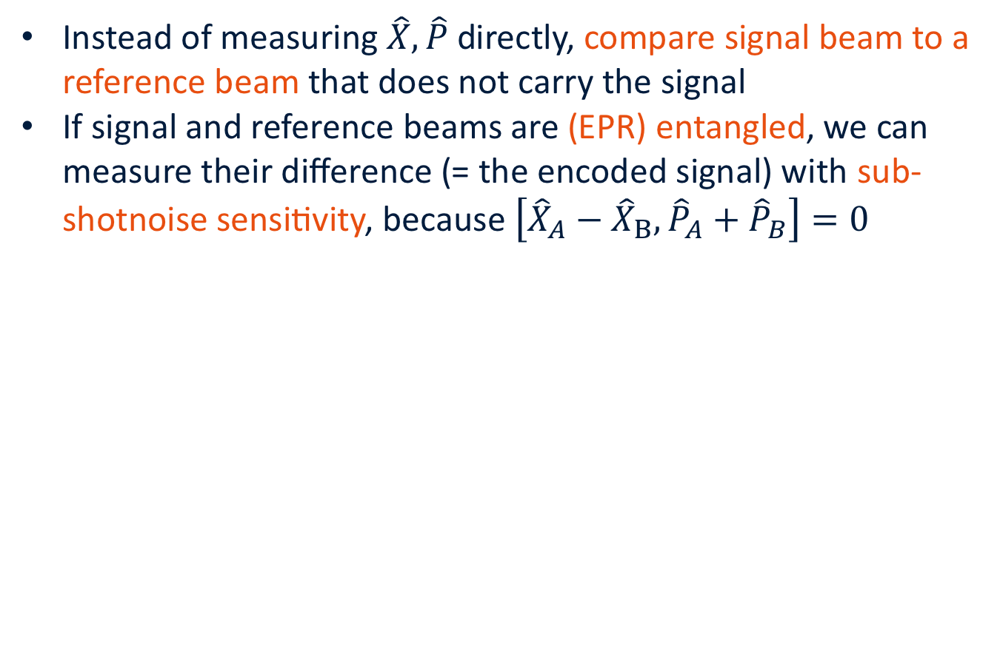 • Instead of measuring X̂, P̂ directly, compare signal beam to a
reference beam that does not carry the signal
• If signal and reference beams are (EPR) entangled, we can
measure their difference (= the encoded signal) with sub-
shotnoise sensitivity, because [X̂_A − X̂_B, P̂_A + P̂_B] = 0